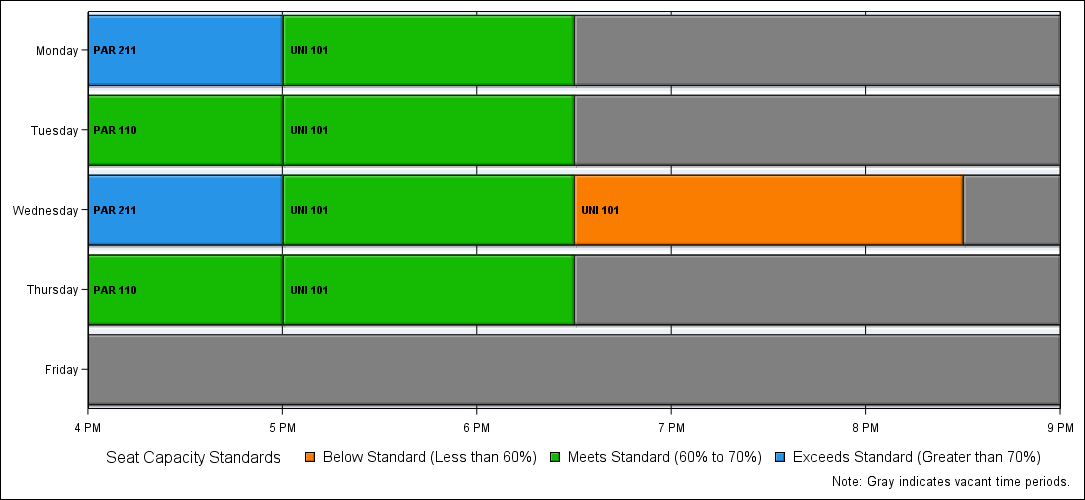 Monday PAR 211 UNI 101
Tuesday PAR 110 UNI 101
Wednesday PAR 211 UNI 101 UNI 101
Thursday PAR 110 UNI 101
Friday
4 PM 5 PM 6 PM 7 PM 8 PM 9 PM
Seat Capacity Standards Below Standard (Less than 60%) Meets Standard (60% to 70%) Exceeds Standard (Greater than 70%)
Note: Gray indicates vacant time periods.